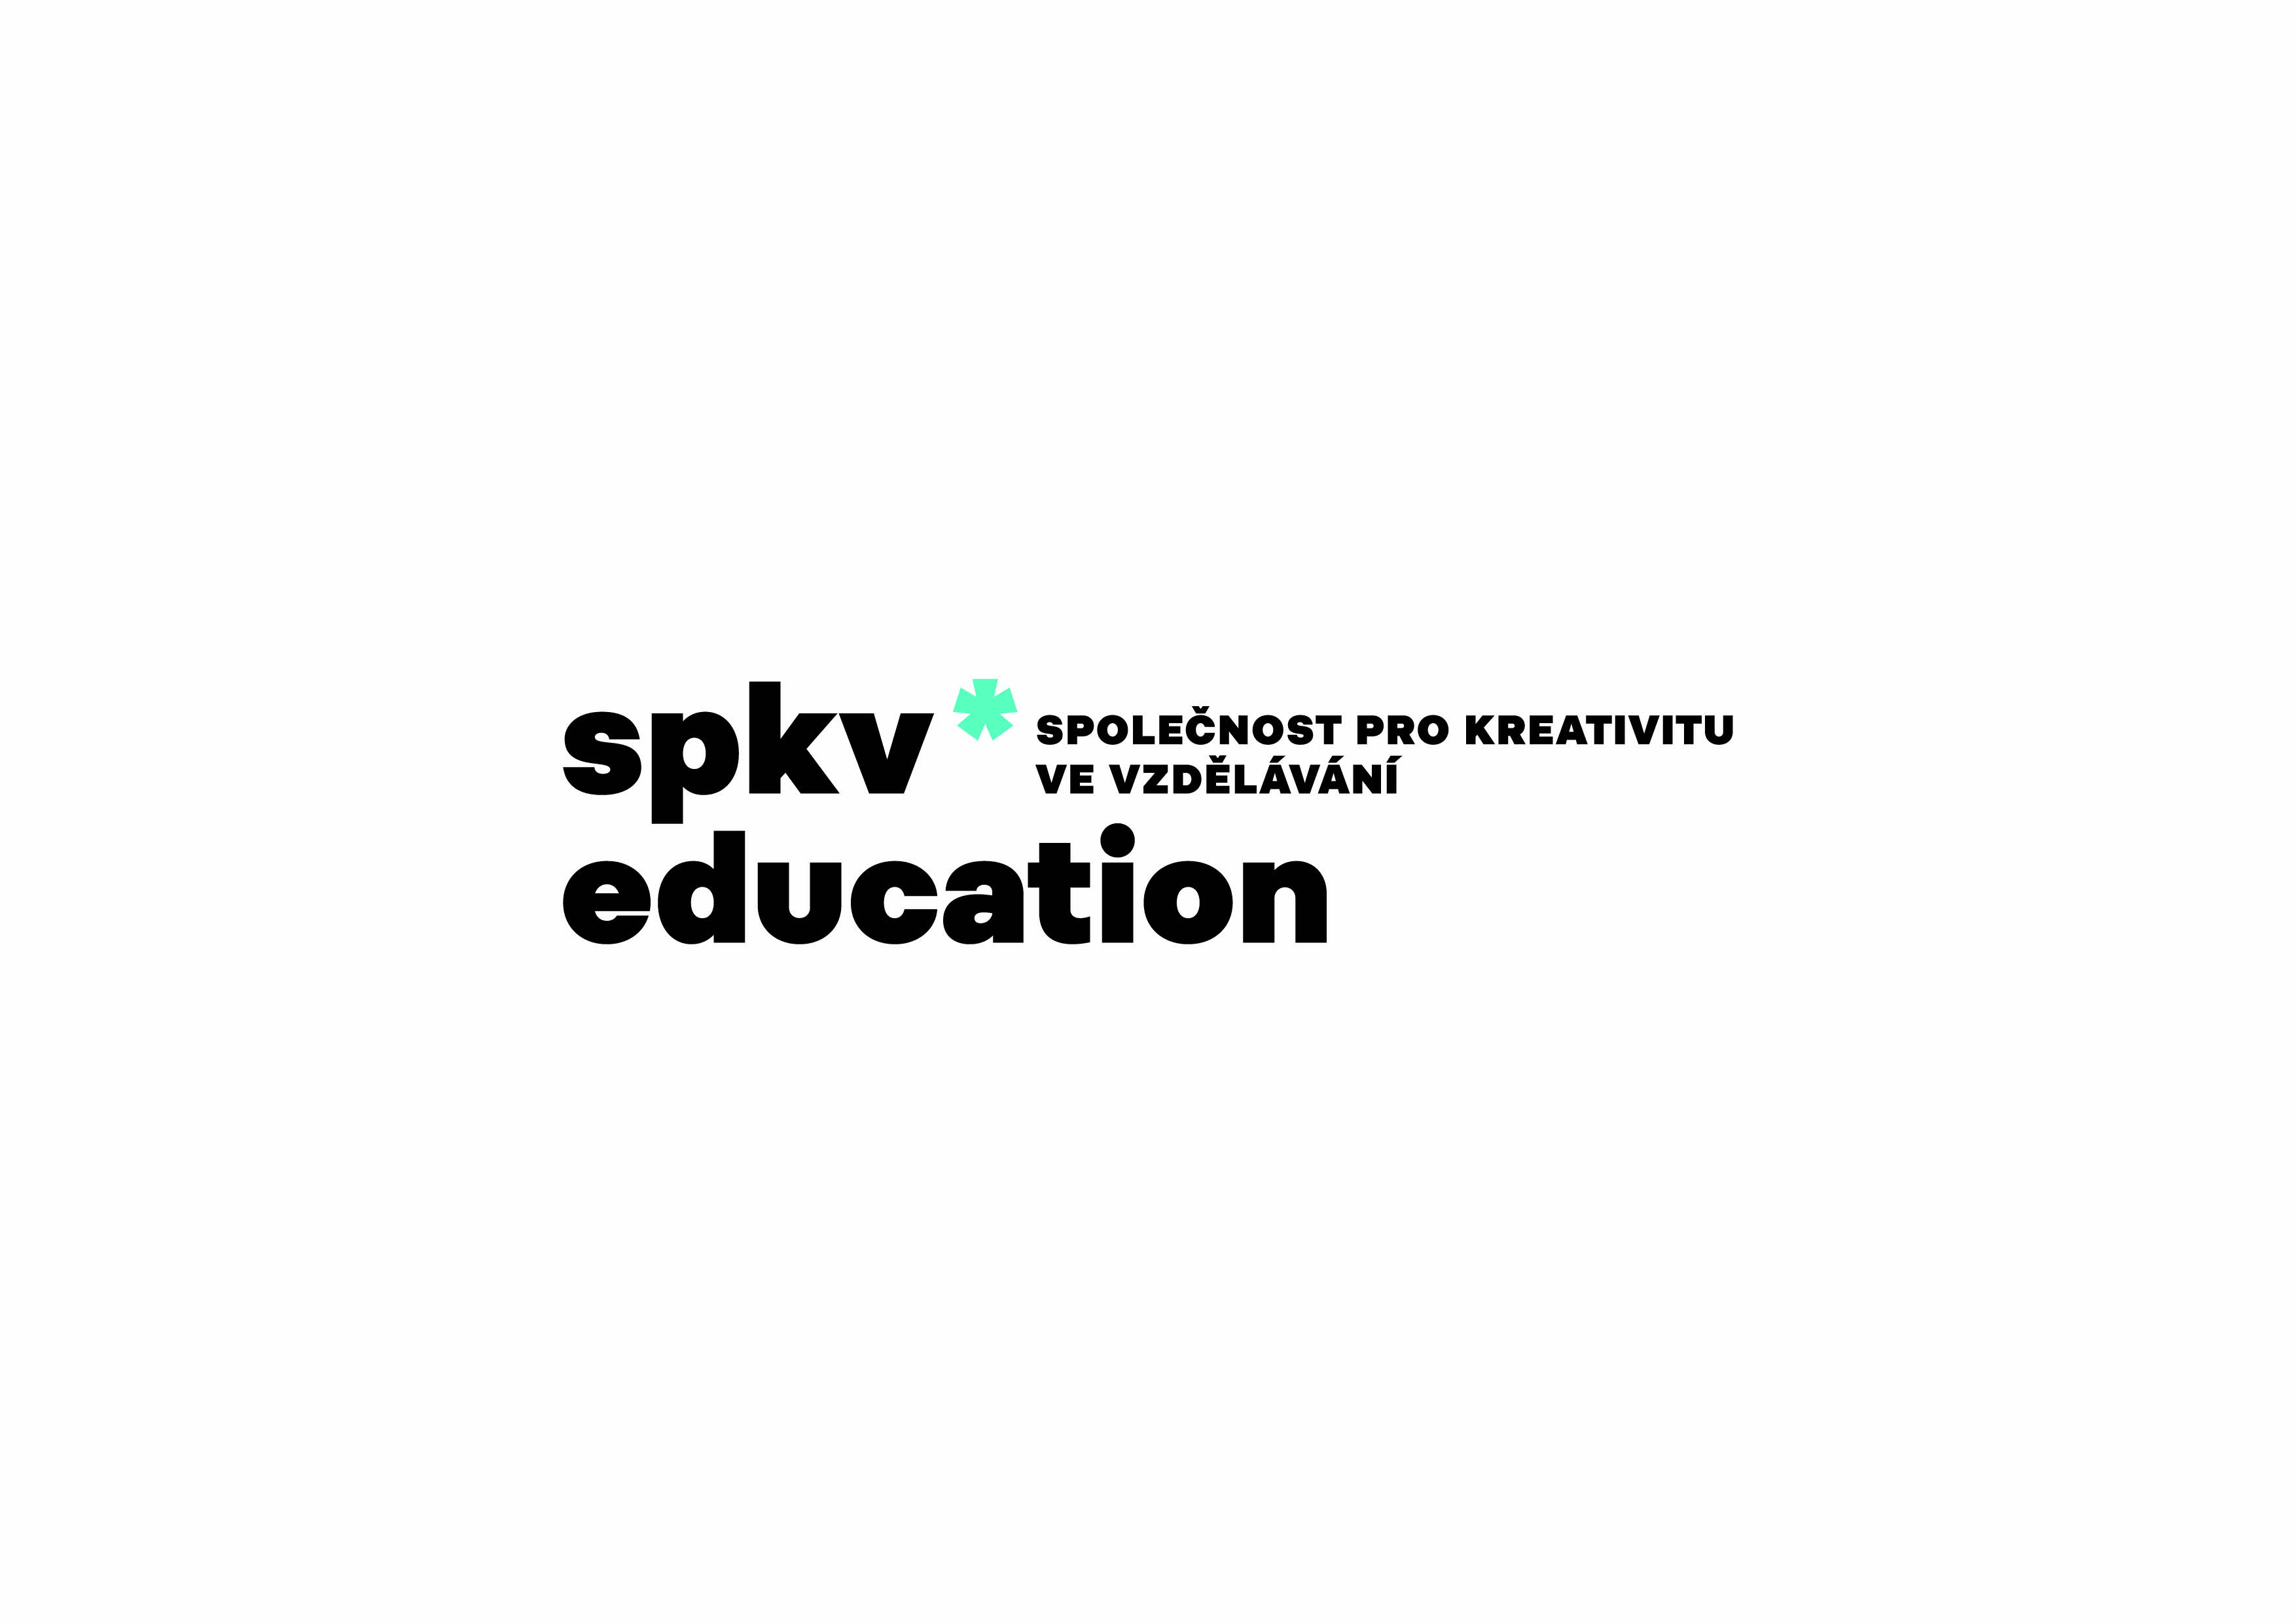 spkv*
SPOLEČNOST PRO KREATIVITU
VE VZDĚLÁVÁNÍ
education